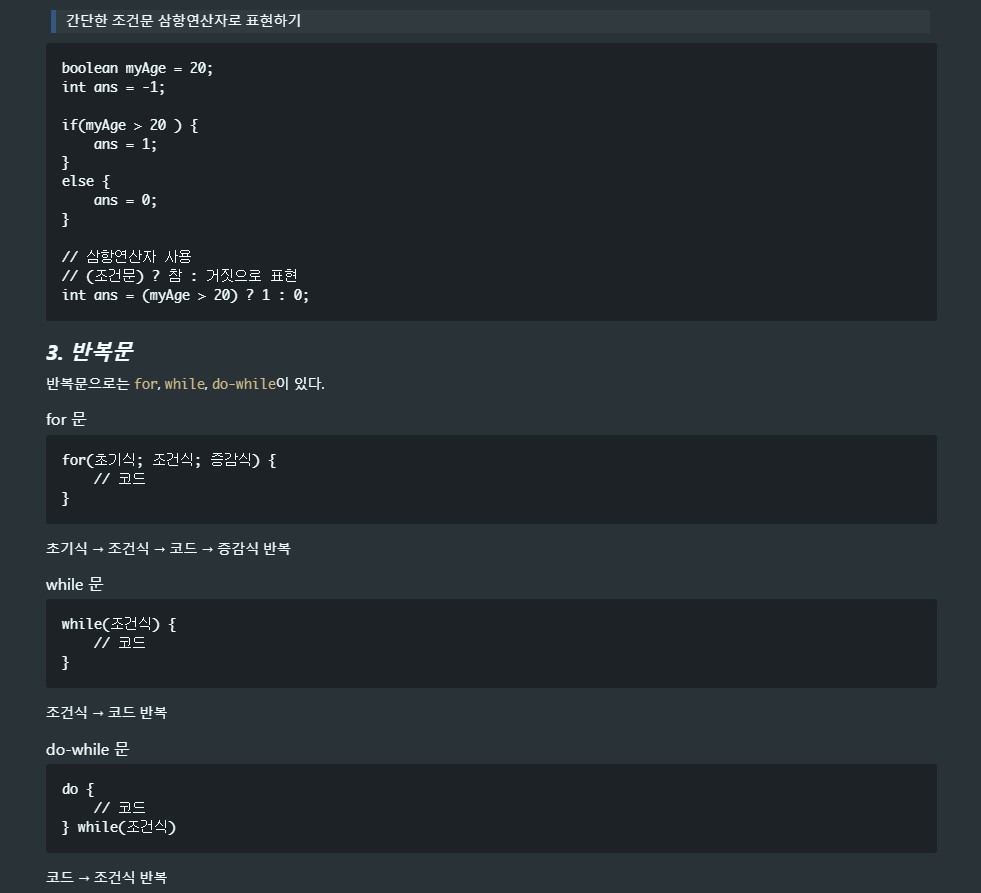 간단한 조건문 삼항연산자로 표현하기
boolean myAge = 20;
int ans = -1;
if(myAge > 20 ) {
    ans = 1;
}
else {
    ans = 0;
}
// 삼항연산자 사용
// (조건문) ? 참 : 거짓으로 표현
int ans = (myAge > 20) ? 1 : 0;
3. 반복문
반복문으로는 for, while, do-while이 있다.
for 문
for(초기식; 조건식; 증감식) {
    // 코드
}
초기식 → 조건식 → 코드 → 증감식 반복
while 문
while(조건식) {
    // 코드
}
조건식 → 코드 반복
do-while 문
do {
    // 코드
} while(조건식)
코드 → 조건식 반복